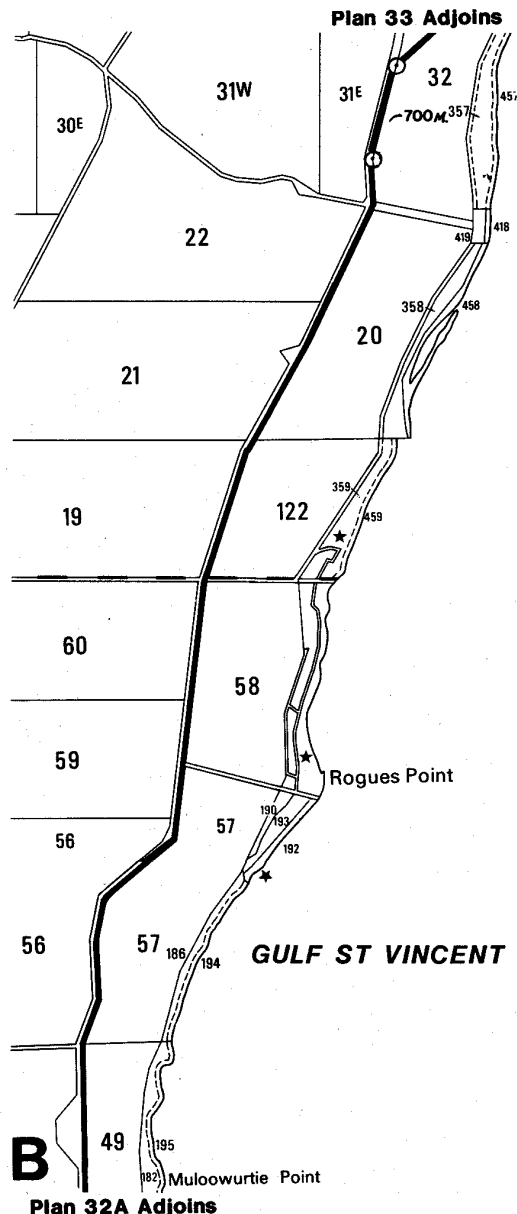 Plan 33 Adjoins
32
31W
31E
457
357
700 M.
30E
22
419
418
358
458
20
21
359
122
459
19
60
58
59
Rogues Point
57
190
193
56
192
56
57
186
194
GULF ST VINCENT
49
195
B
182
Muloowurtie Point
Plan 32A Adjoins